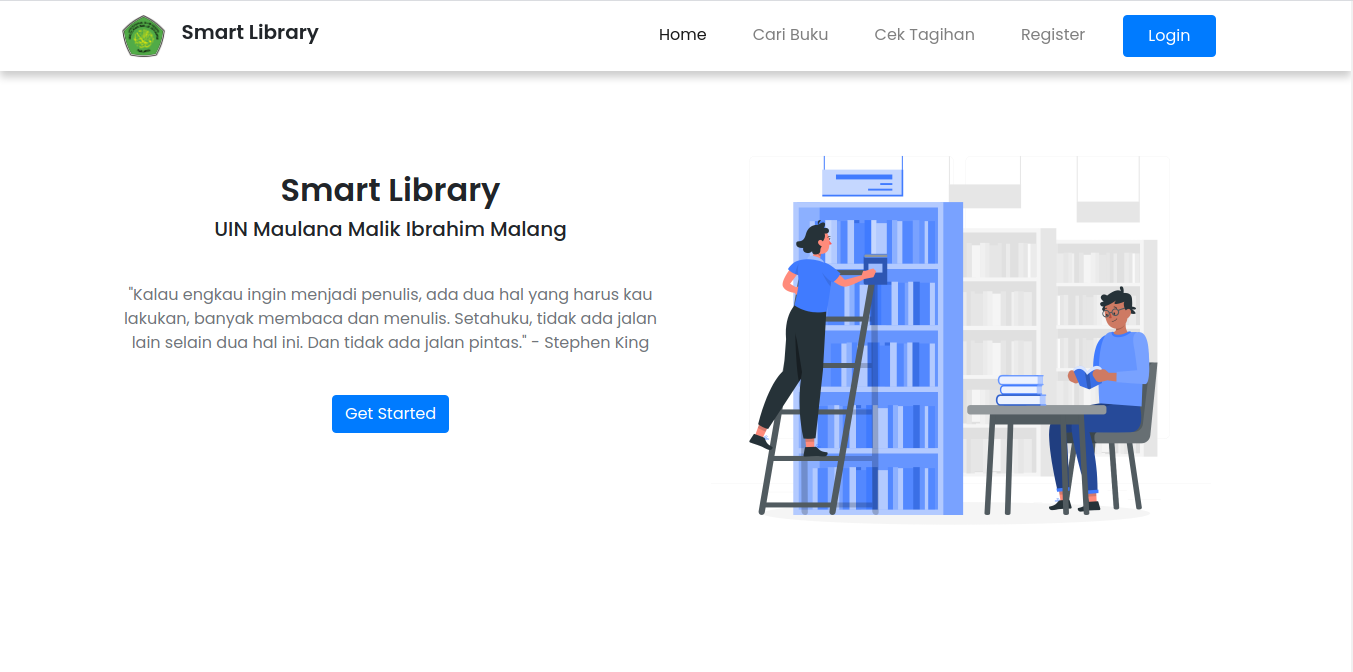 Smart Library
Home
Cari Buku
Cek Tagihan
Register
Login
Smart Library
UIN Maulana Malik Ibrahim Malang
"Kalau engkau ingin menjadi penulis, ada dua hal yang harus kau
lakukan, banyak membaca dan menulis. Setahuku, tidak ada jalan
lain selain dua hal ini. Dan tidak ada jalan pintas." - Stephen King
Get Started